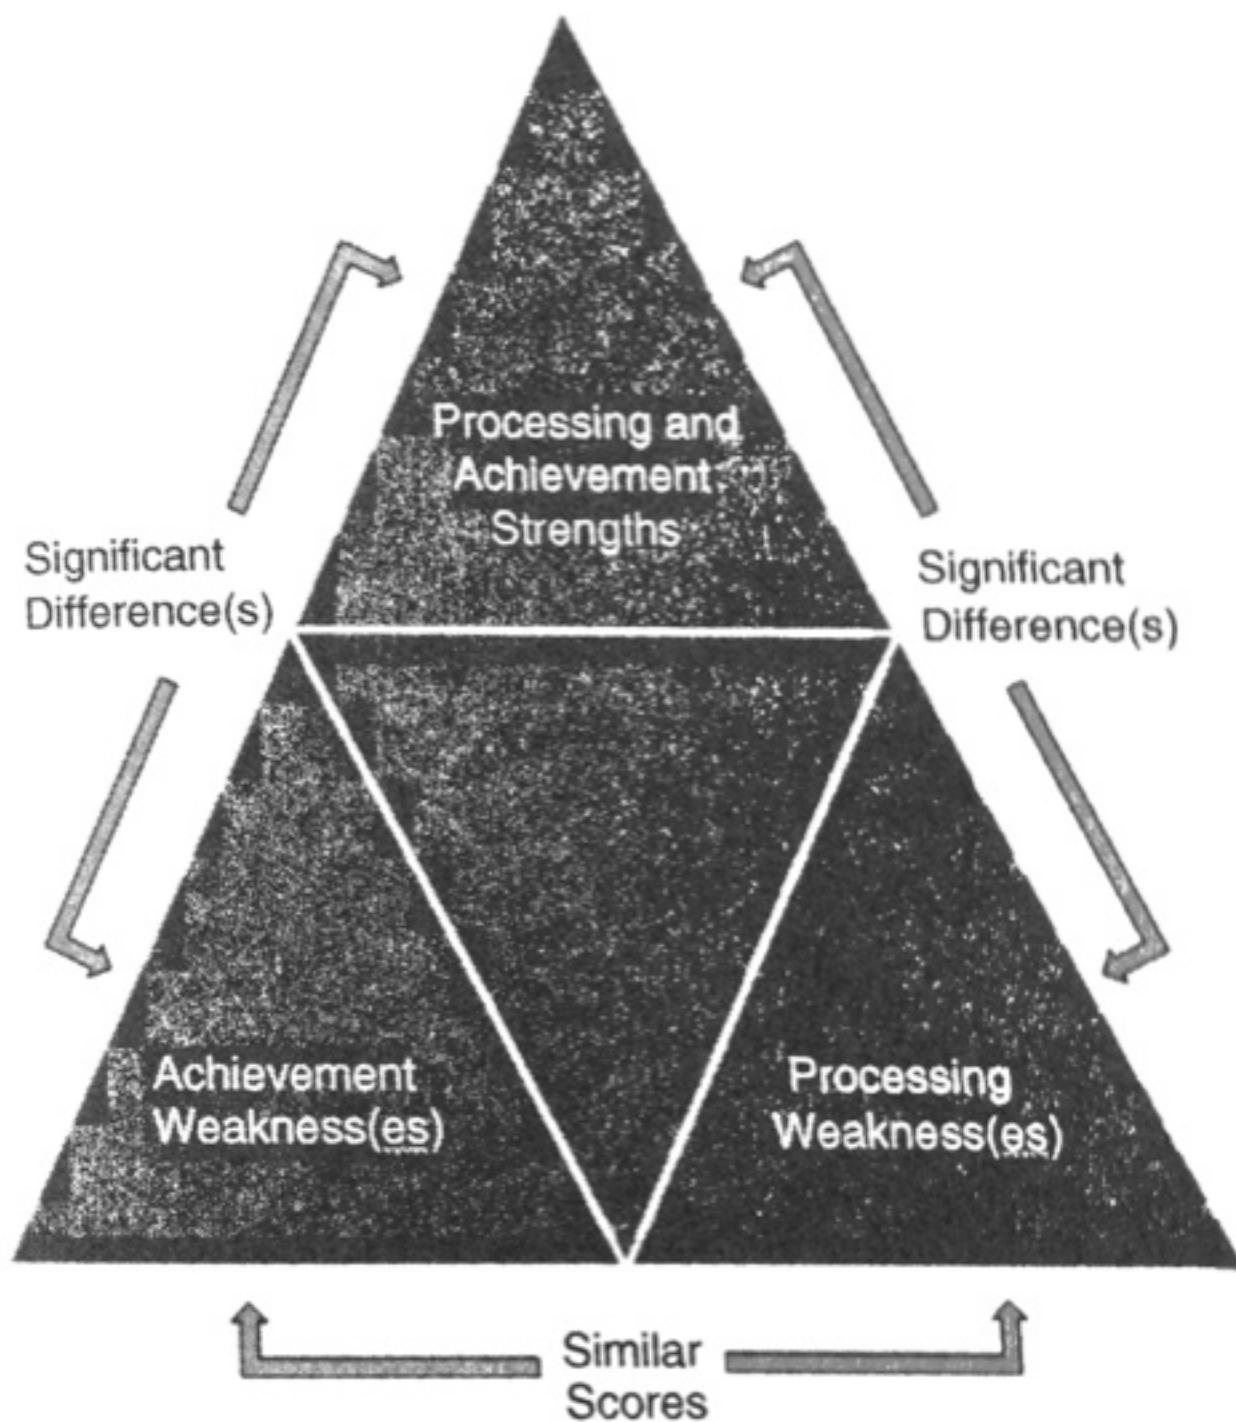 Processing and
Achievement
Strengths
Significant
Difference(s)
Significant
Difference(s)
Achievement
Weakness(es)
Processing
Weakness(es)
Similar
Scores